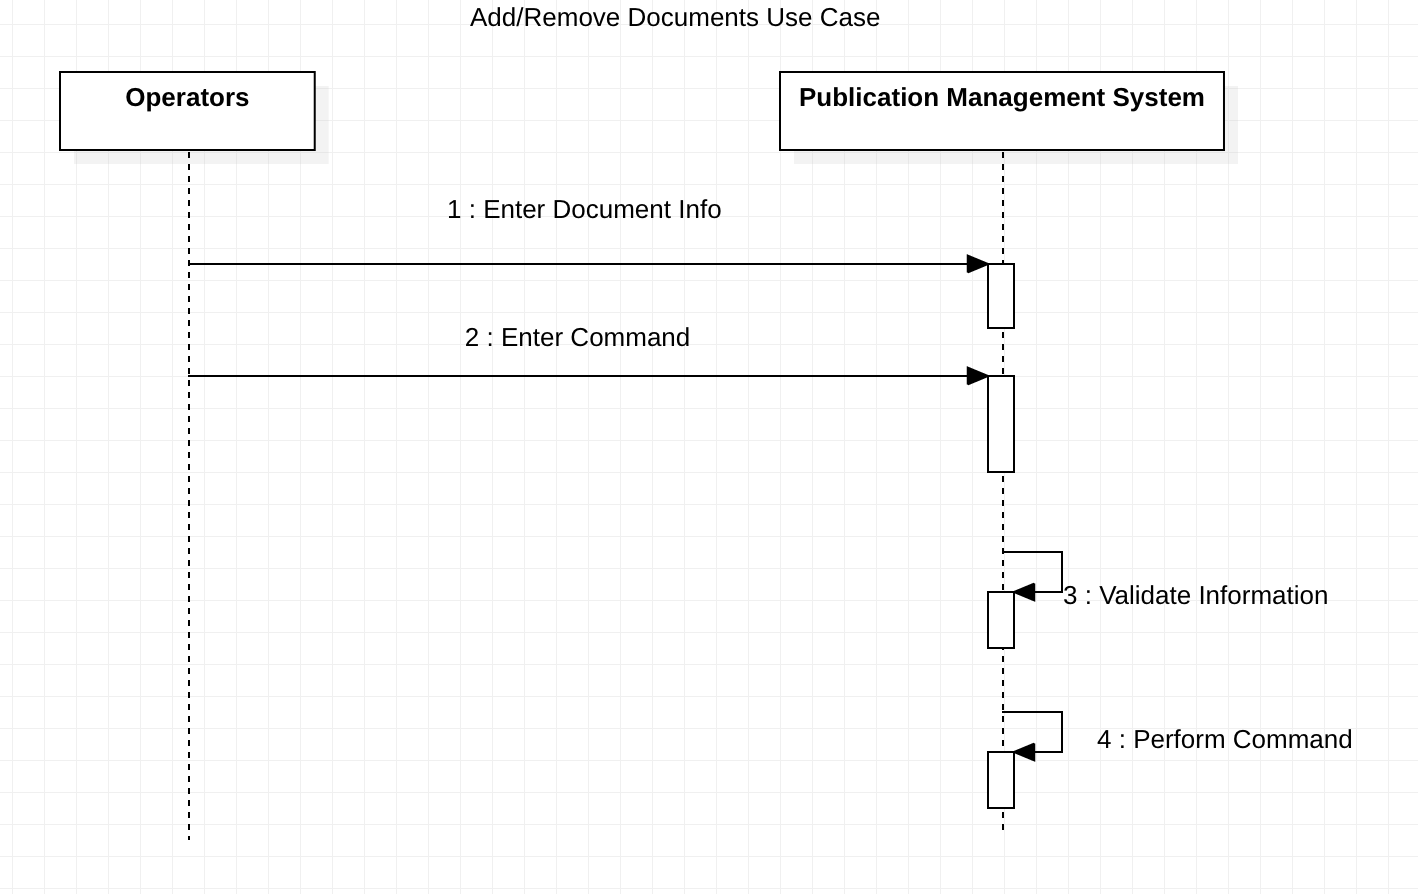 Add/Remove Documents Use Case
Operators
Publication Management System
1 : Enter Document Info
2 : Enter Command
3 : Validate Information
4 : Perform Command